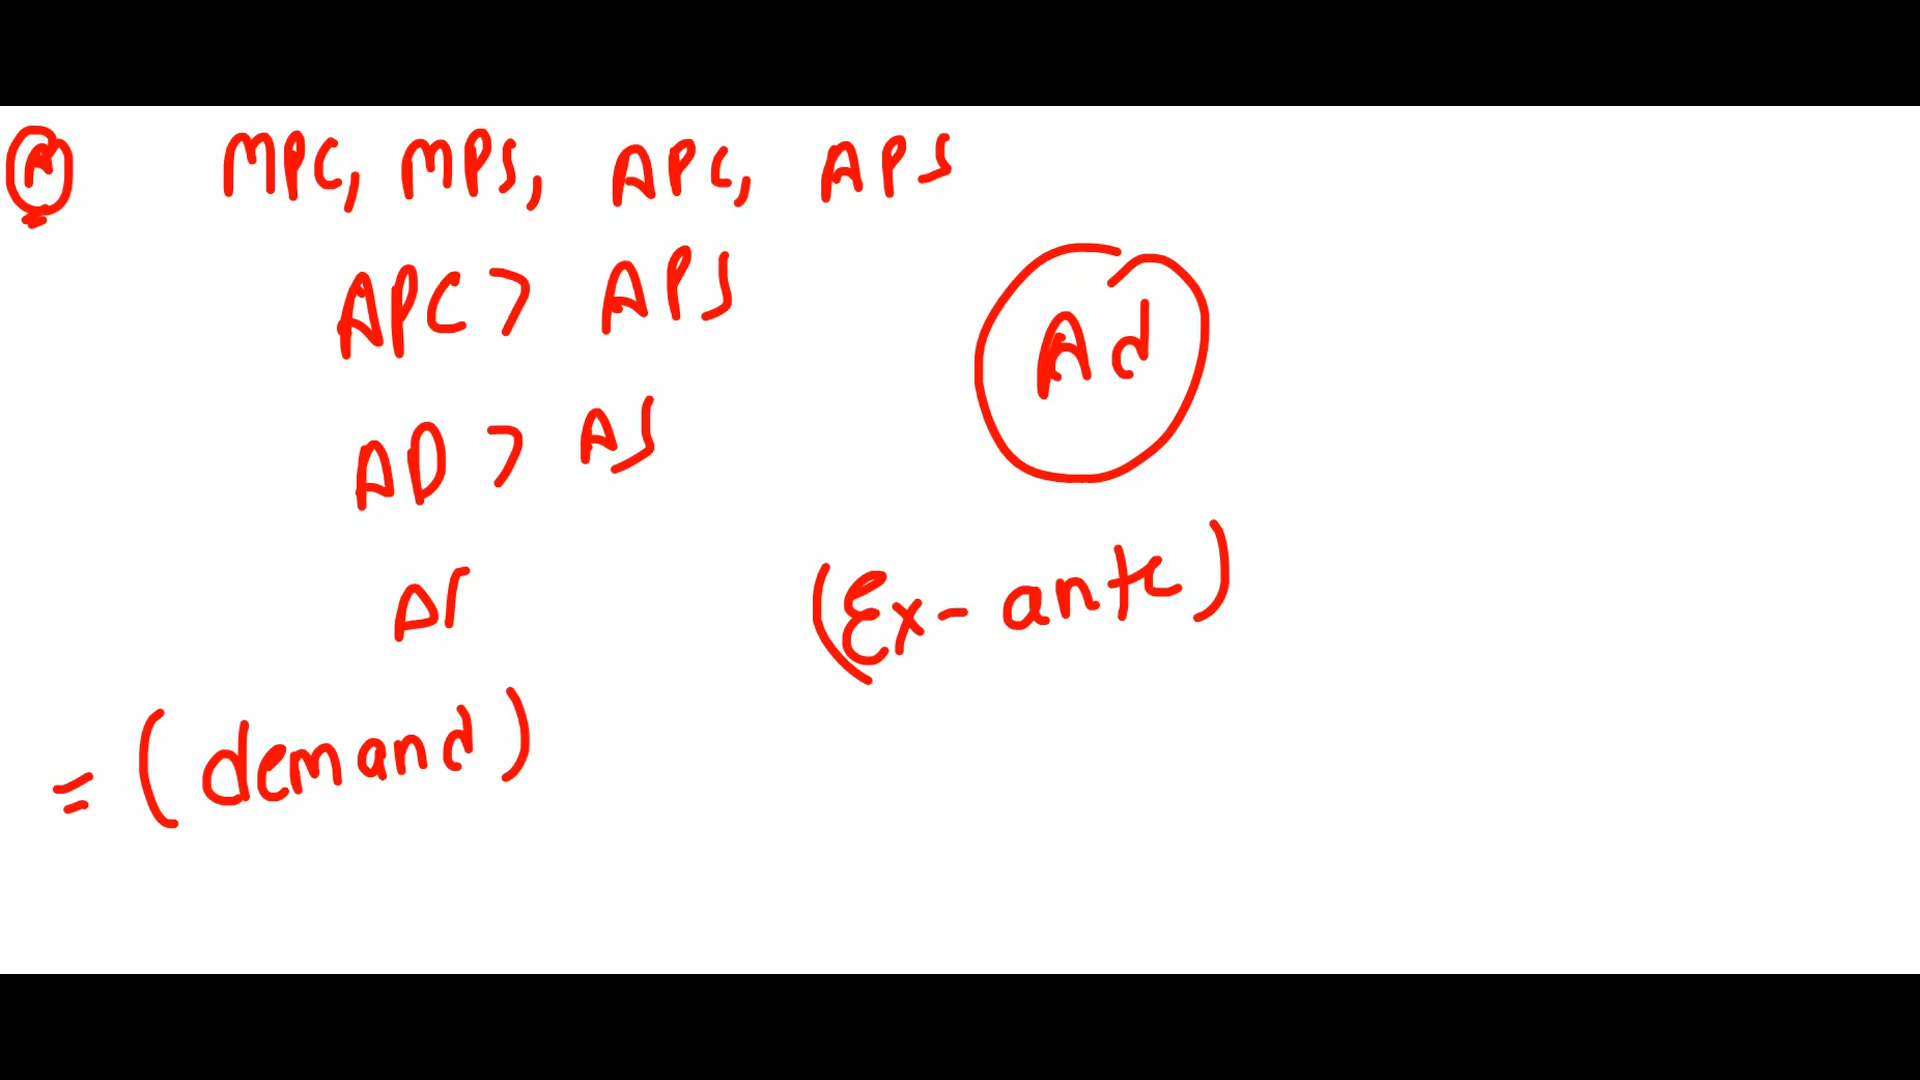 MPC, MPS, APC, APS
APC > APS
Ad
AD > AS
(Ex-ante)
= (demand)